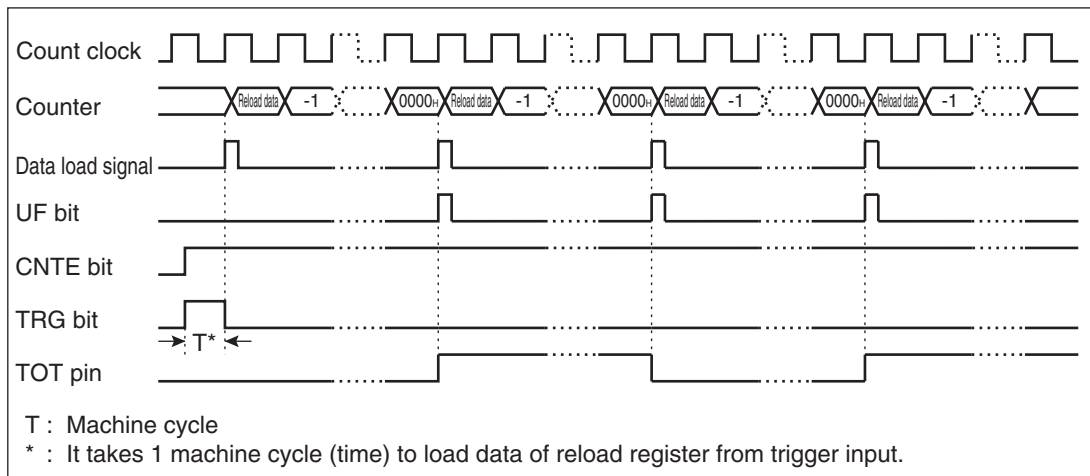 Count clock
Counter Reload data -1 0000H Reload data -1 0000H Reload data -1 0000H Reload data -1
Data load signal
UF bit
CNTE bit
TRG bit
T*
TOT pin
T : Machine cycle
* : It takes 1 machine cycle (time) to load data of reload register from trigger input.